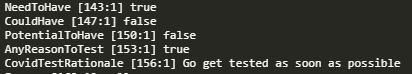 NeedToHave [143:1] true
CouldHave [147:1] false
PotentialToHave [150:1] false
AnyReasonToTest [153:1] true
CovidTestRationale [156:1] Go get tested as soon as possible